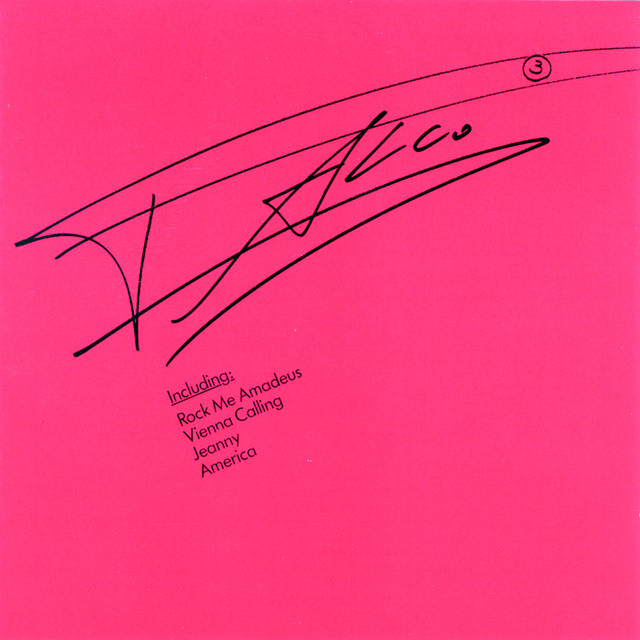 3
FALCO
Including:
Rock Me Amadeus
Vienna Calling
Jeanny
America